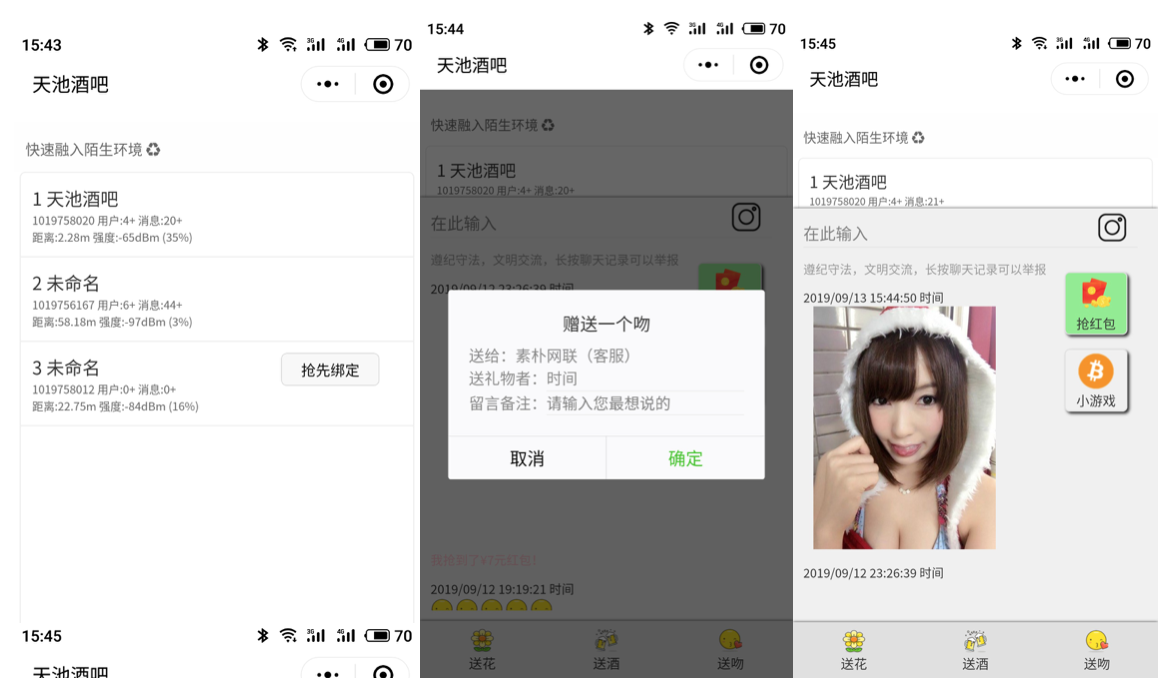 15:43
3G
4G
70
天池酒吧
快速融入陌生环境
1 天池酒吧
1019758020 用户:4+ 消息:20+
距离:2.28m 强度:-65dBm (35%)
2 未命名
1019756167 用户:6+ 消息:44+
距离:58.18m 强度:-97dBm (3%)
3 未命名
抢先绑定
1019758012 用户:0+ 消息:0+
距离:22.75m 强度:-84dBm (16%)
15:45
3G
4G
70
天池酒吧
15:44
3G
4G
70
天池酒吧
快速融入陌生环境
1 天池酒吧
1019758020 用户:4+ 消息:20+
在此输入
遵纪守法，文明交流，长按聊天记录可以举报
2019/09/12 23:26:39 时间
赠送一个吻
送给：素朴网联（客服）
送礼物者：时间
留言备注：请输入您最想说的
取消
确定
我抢到了¥7元红包！
2019/09/12 19:19:21 时间
送花
送酒
送吻
15:45
3G
4G
70
天池酒吧
快速融入陌生环境
1 天池酒吧
1019758020 用户:4+ 消息:21+
在此输入
遵纪守法，文明交流，长按聊天记录可以举报
2019/09/13 15:44:50 时间
抢红包
小游戏
2019/09/12 23:26:39 时间
送花
送酒
送吻